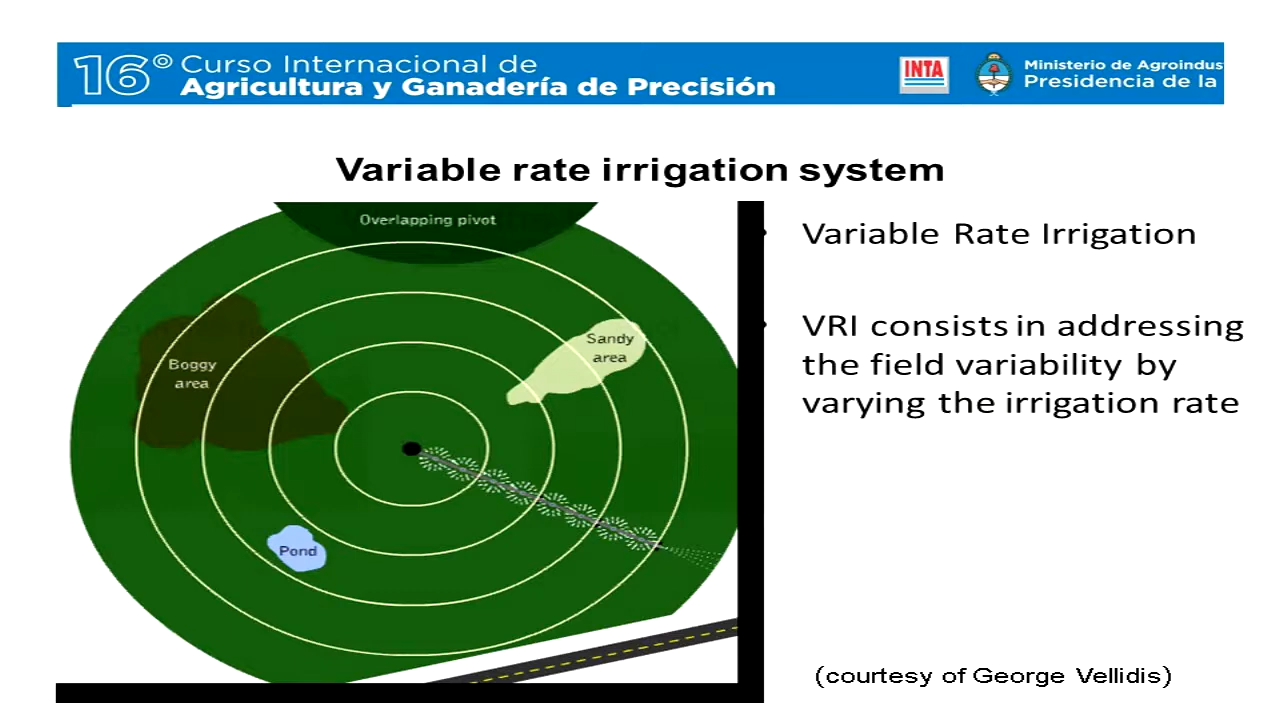 16° Curso Internacional de
Agricultura y Ganadería de Precisión
INTA
Ministerio de Agroindus
Presidencia de la
Variable rate irrigation system
Overlapping pivot
Boggy
area
Sandy
area
Pond
• Variable Rate Irrigation
• VRI consists in addressing
the field variability by
varying the irrigation rate
(courtesy of George Vellidis)